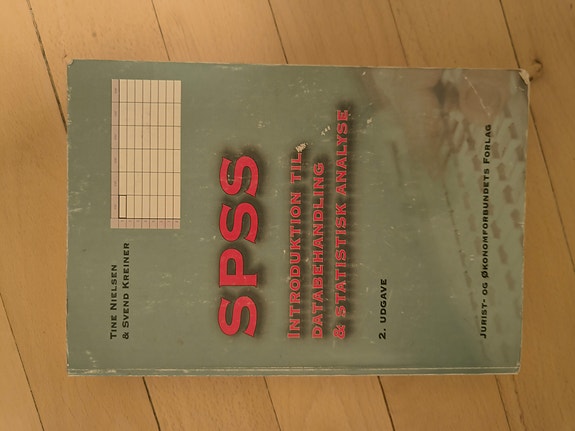 TINE NIELSEN
& SVEND KREINER
SPSS
INTRODUKTION TIL
DATABEHANDLING
& STATISTISK ANALYSE
2. UDGAVE
JURIST- OG ØKONOMFORBUNDETS FORLAG